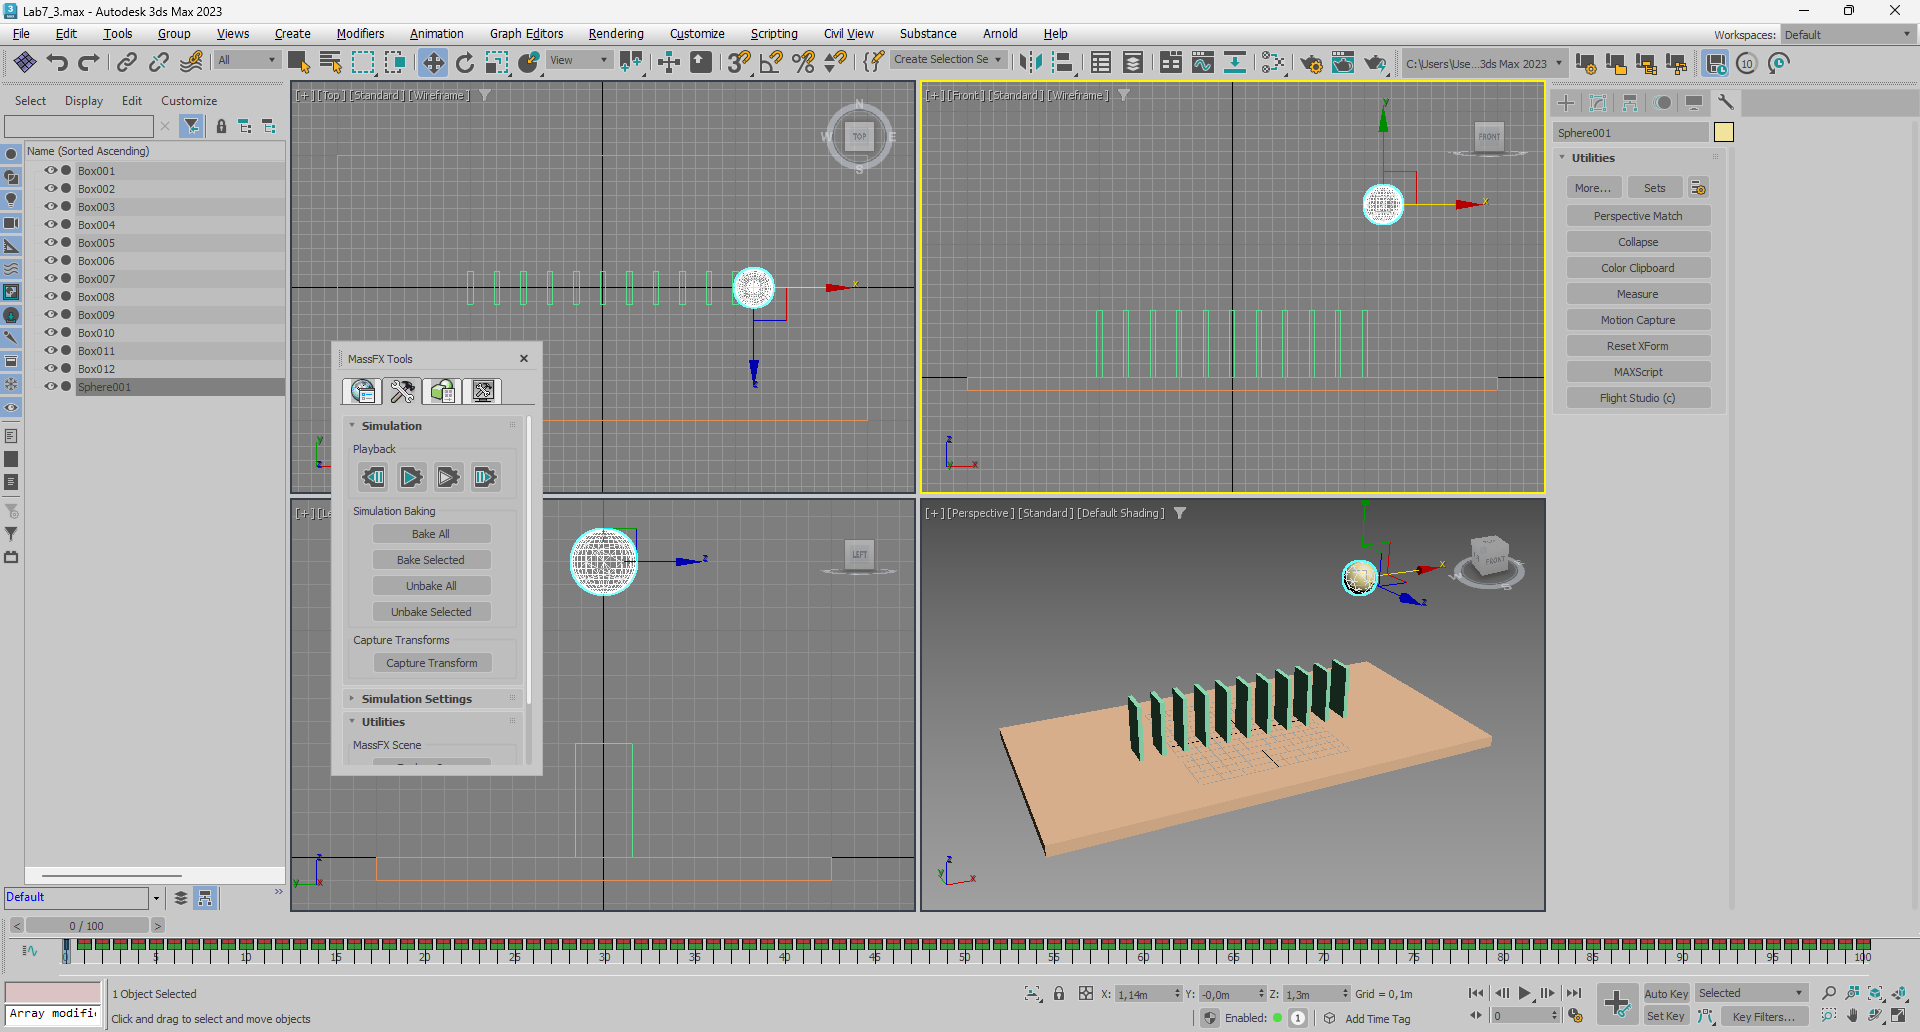 Lab7_3.max - Autodesk 3ds Max 2023
File Edit Tools Group Views Create Modifiers Animation Graph Editors Rendering Customize Scripting Civil View Substance Arnold Help
Workspaces: Default
All
View
Create Selection Se
C:\Users\Use...3ds Max 2023
10
Select Display Edit Customize
Name (Sorted Ascending)
Box001
Box002
Box003
Box004
Box005
Box006
Box007
Box008
Box009
Box010
Box011
Box012
Sphere001
Default
[+] [Top] [Standard] [Wireframe]
N
W
TOP
E
S
x
z
y
[+] [Front] [Standard] [Wireframe]
FRONT
y
x
z
y
x
MassFX Tools
Simulation
Playback
Simulation Baking
Bake All
Bake Selected
Unbake All
Unbake Selected
Capture Transforms
Capture Transform
Simulation Settings
Utilities
MassFX Scene
LEFT
z
z
y
x
[+] [Perspective] [Standard] [Default Shading]
FRONT
x
z
z
y
x
Sphere001
Utilities
More...
Sets
Perspective Match
Collapse
Color Clipboard
Measure
Motion Capture
Reset XForm
MAXScript
Flight Studio (c)
< 0 / 100 >
0 5 10 15 20 25 30 35 40 45 50 55 60 65 70 75 80 85 90 95 100
1 Object Selected
Array modifi
Click and drag to select and move objects
X: 1,14m Y: -0,0m Z: 1,3m Grid = 0,1m
Enabled: 1 Add Time Tag
0
Auto Key Selected
Set Key Key Filters...